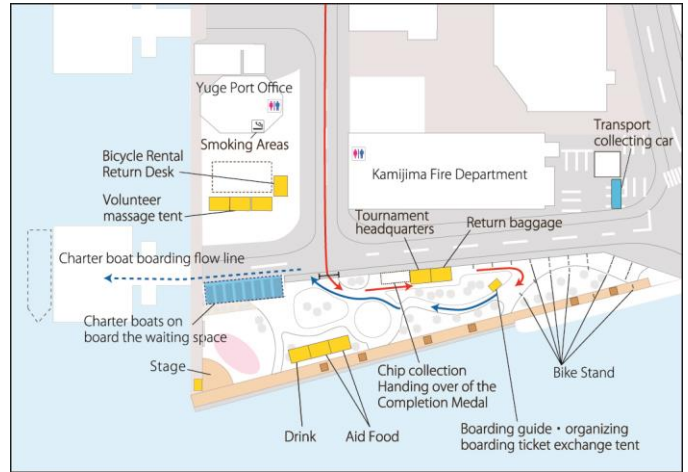 Yuge Port Office
Smoking Areas
Bicycle Rental
Return Desk
Volunteer
massage tent
Kamijima Fire Department
Transport
collecting car
Tournament
headquarters
Return baggage
Charter boat boarding flow line
Charter boats on
board the waiting space
Stage
Drink
Aid Food
Chip collection
Handing over of the
Completion Medal
Bike Stand
Boarding guide・organizing
boarding ticket exchange tent